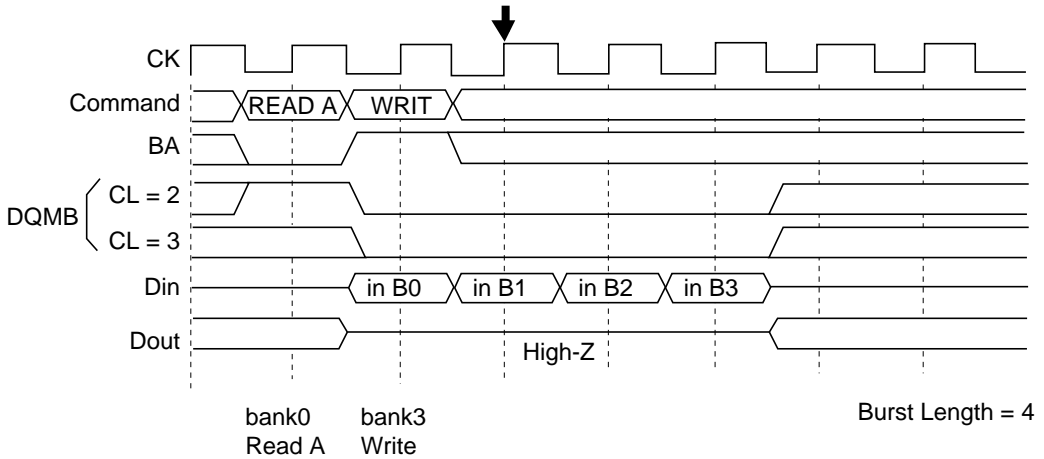 CK
Command READ A WRIT
BA
DQMB CL = 2
CL = 3
Din in B0 in B1 in B2 in B3
Dout High-Z
bank0 bank3 Burst Length = 4
Read A Write